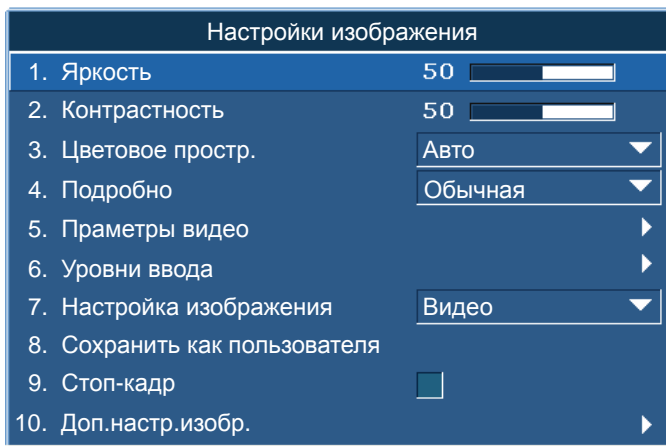 Настройки изображения
1. Яркость 50
2. Контрастность 50
3. Цветовое простр. Авто
4. Подробно Обычная
5. Праметры видео
6. Уровни ввода
7. Настройка изображения Видео
8. Сохранить как пользователя
9. Стоп-кадр
10. Доп.настр.изобр.